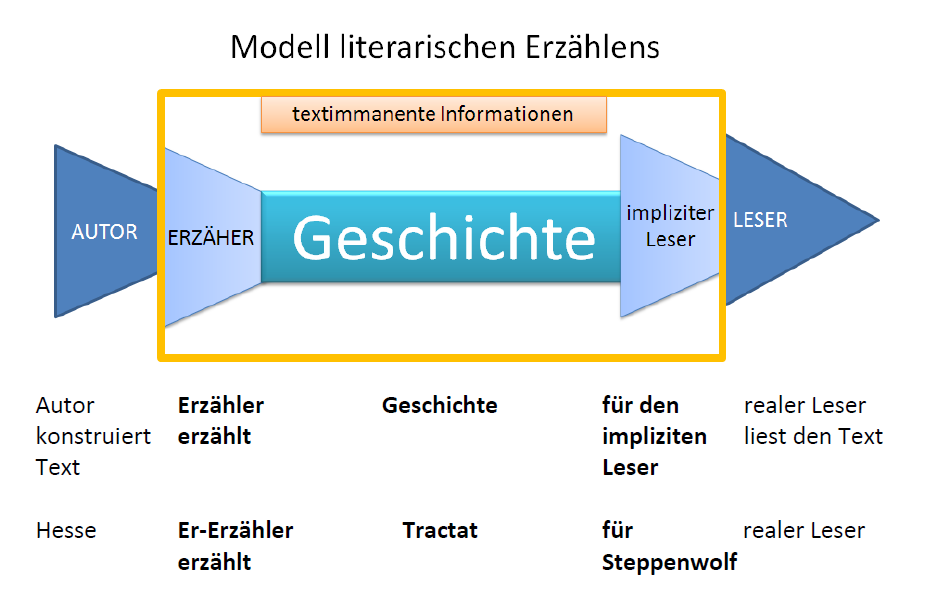 Modell literarischen Erzählens
textimmanente Informationen
AUTOR
ERZÄHER
Geschichte
impliziter
Leser
LESER
Autor
konstruiert
Text
Erzähler
erzählt
Geschichte
für den
impliziten
Leser
realer Leser
liest den Text
Hesse
Er-Erzähler
erzählt
Tractat
für
Steppenwolf
realer Leser